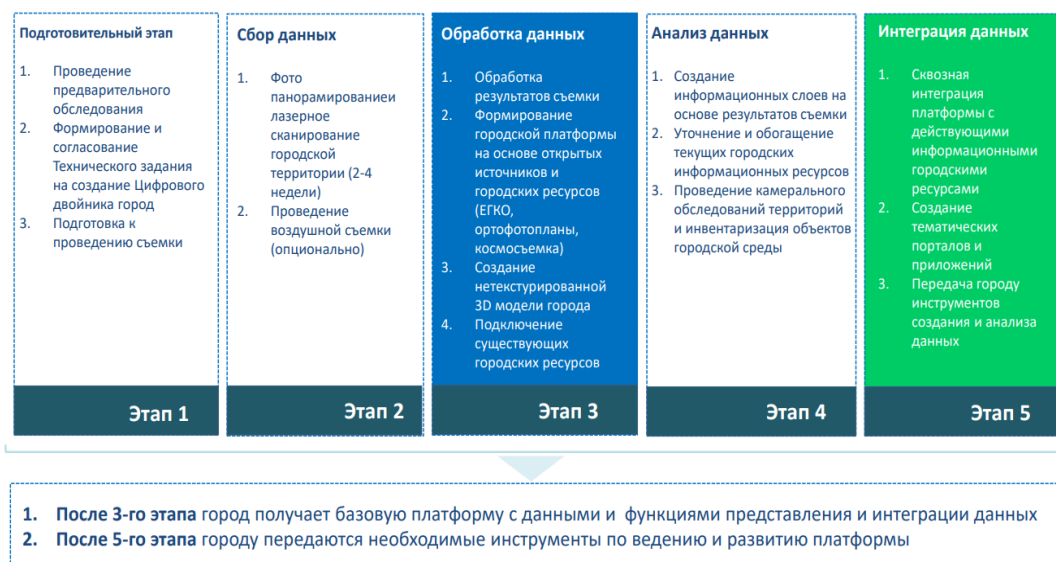 Подготовительный этап
1. Проведение
предварительного
обследования
2. Формирование и
согласование
Технического задания
на создание Цифрового
двойника город
3. Подготовка к
проведению съемки
Этап 1
Сбор данных
1. Фото
панорамированиеи
лазерное
сканирование
городской
территории (2-4
недели)
2. Проведение
воздушной съемки
(опционально)
Этап 2
Обработка данных
1. Обработка
результатов съемки
2. Формирование
городской платформы
на основе открытых
источников и
городских ресурсов
(ЕГКО,
ортофотопланы,
космосъемка)
3. Создание
нетекстурированной
3D модели города
4. Подключение
существующих
городских ресурсов
Этап 3
Анализ данных
1. Создание
информационных слоев на
основе результатов съемки
2. Уточнение и обогащение
текущих городских
информационных ресурсов
3. Проведение камерального
обследований территорий
и инвентаризация объектов
городской среды
Этап 4
Интеграция данных
1. Сквозная
интеграция
платформы с
действующими
информационными
городскими
ресурсами
2. Создание
тематических
порталов и
приложений
3. Передача городу
инструментов
создания и анализа
данных
Этап 5
1. После 3-го этапа город получает базовую платформу с данными и функциями представления и интеграции данных
2. После 5-го этапа городу передаются необходимые инструменты по ведению и развитию платформы